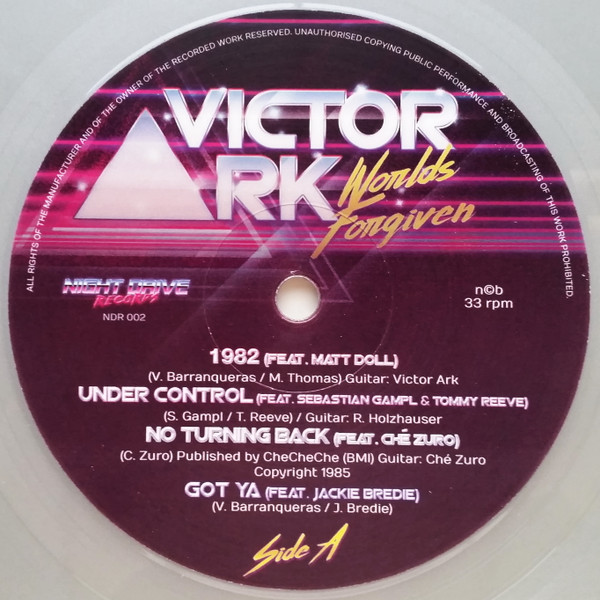 ALL RIGHTS OF THE MANUFACTURER AND OF THE OWNER OF THE RECORDED WORK RESERVED. UNAUTHORISED COPYING PUBLIC PERFORMANCE AND BROADCASTING OF THIS WORK PROHIBITED.
VICTOR
ARK
Worlds
Forgiven
NIGHT DRIVE
RECORDS
NDR 002
n©b
33 rpm
1982 (FEAT. MATT DOLL)
(V. Barranqueras / M. Thomas) Guitar: Victor Ark
UNDER CONTROL (FEAT. SEBASTIAN GAMPL & TOMMY REEVE)
(S. Gampl / T. Reeve) / Guitar: R. Holzhauser
NO TURNING BACK (FEAT. CHÉ ZURO)
(C. Zuro) Published by CheCheChe (BMI) Guitar: Ché Zuro
Copyright 1985
GOT YA (FEAT. JACKIE BREDIE)
(V. Barranqueras / J. Bredie)
Side A